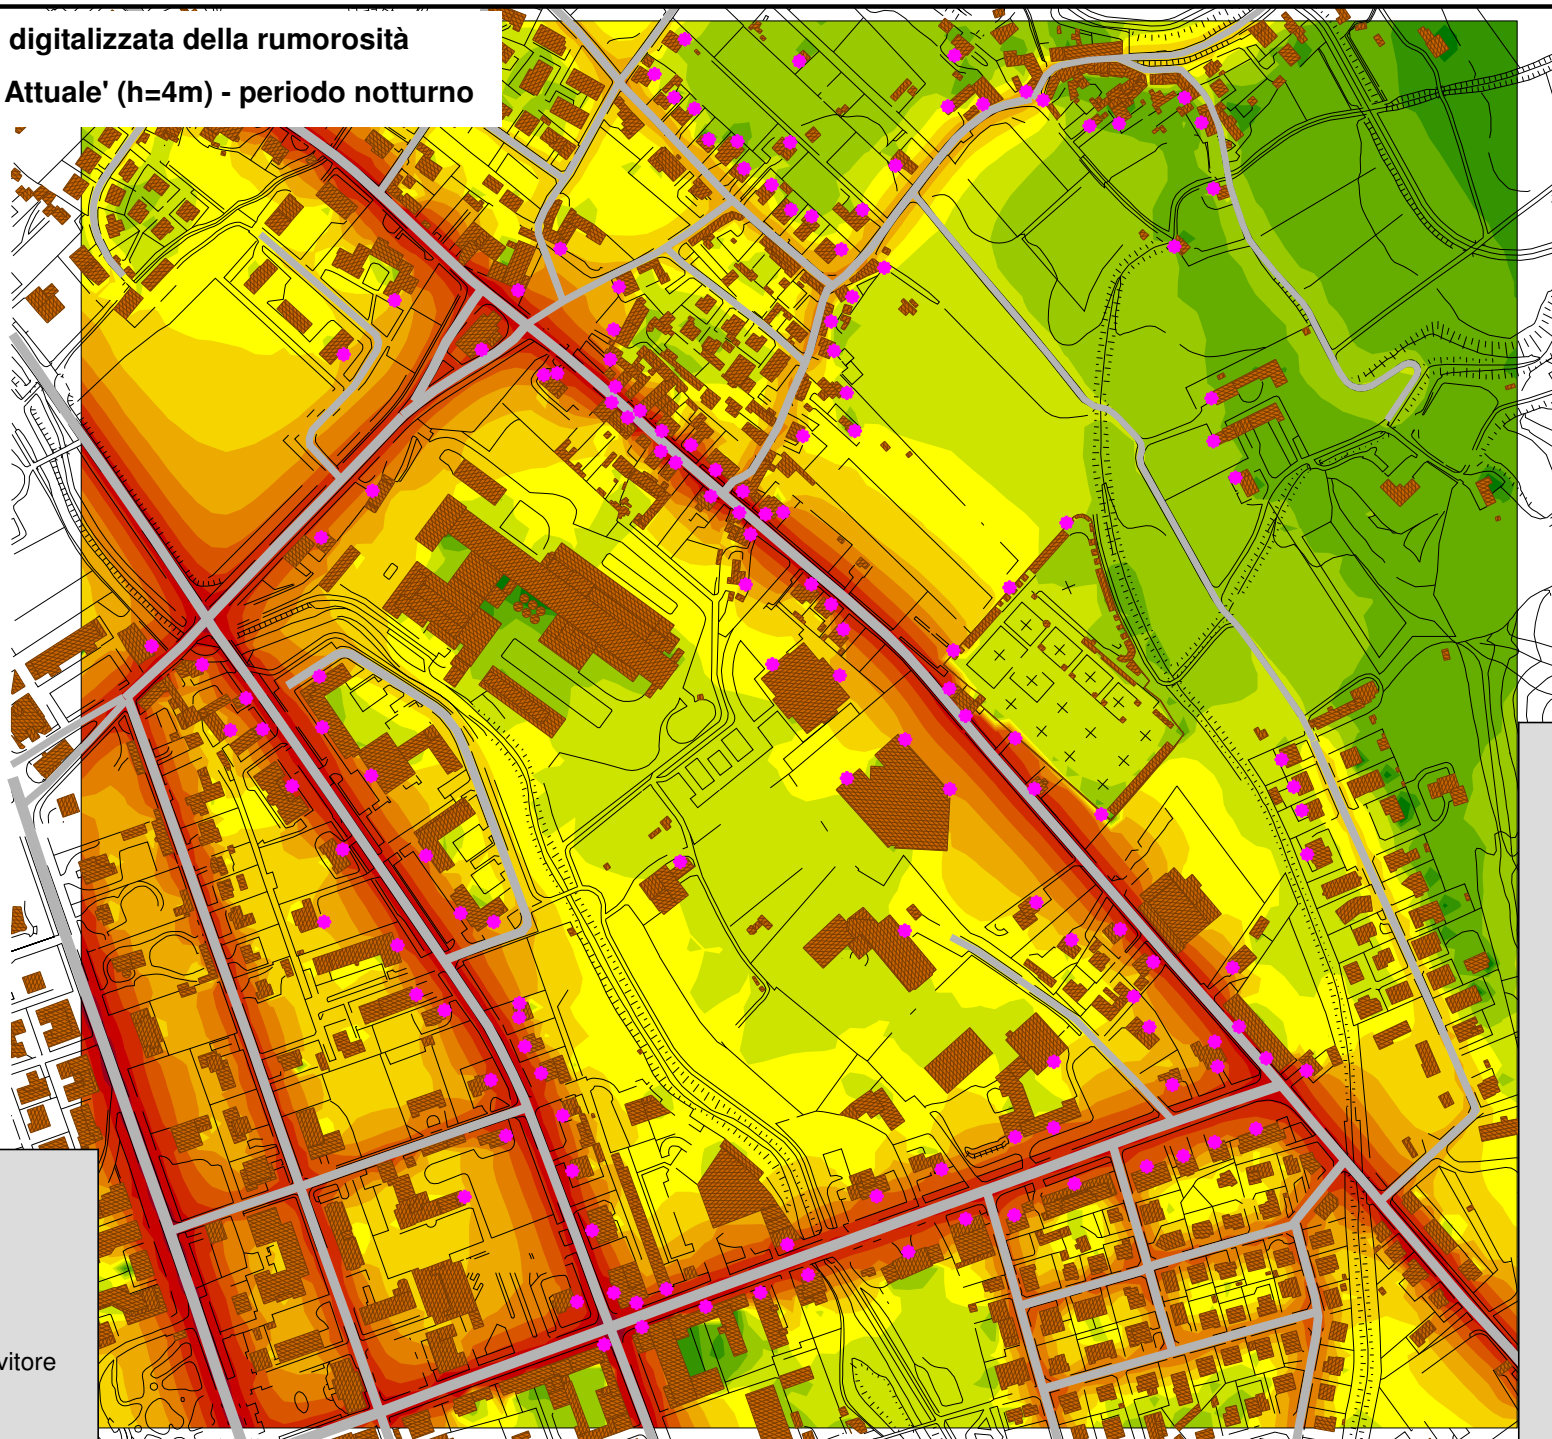 digitalizzata della rumorosità
Attuale' (h=4m) - periodo notturno
vitore